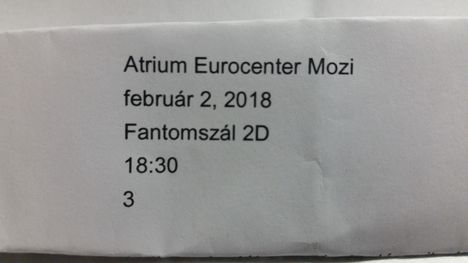 Atrium Eurocenter Mozi
február 2, 2018
Fantomszál 2D
18:30
3